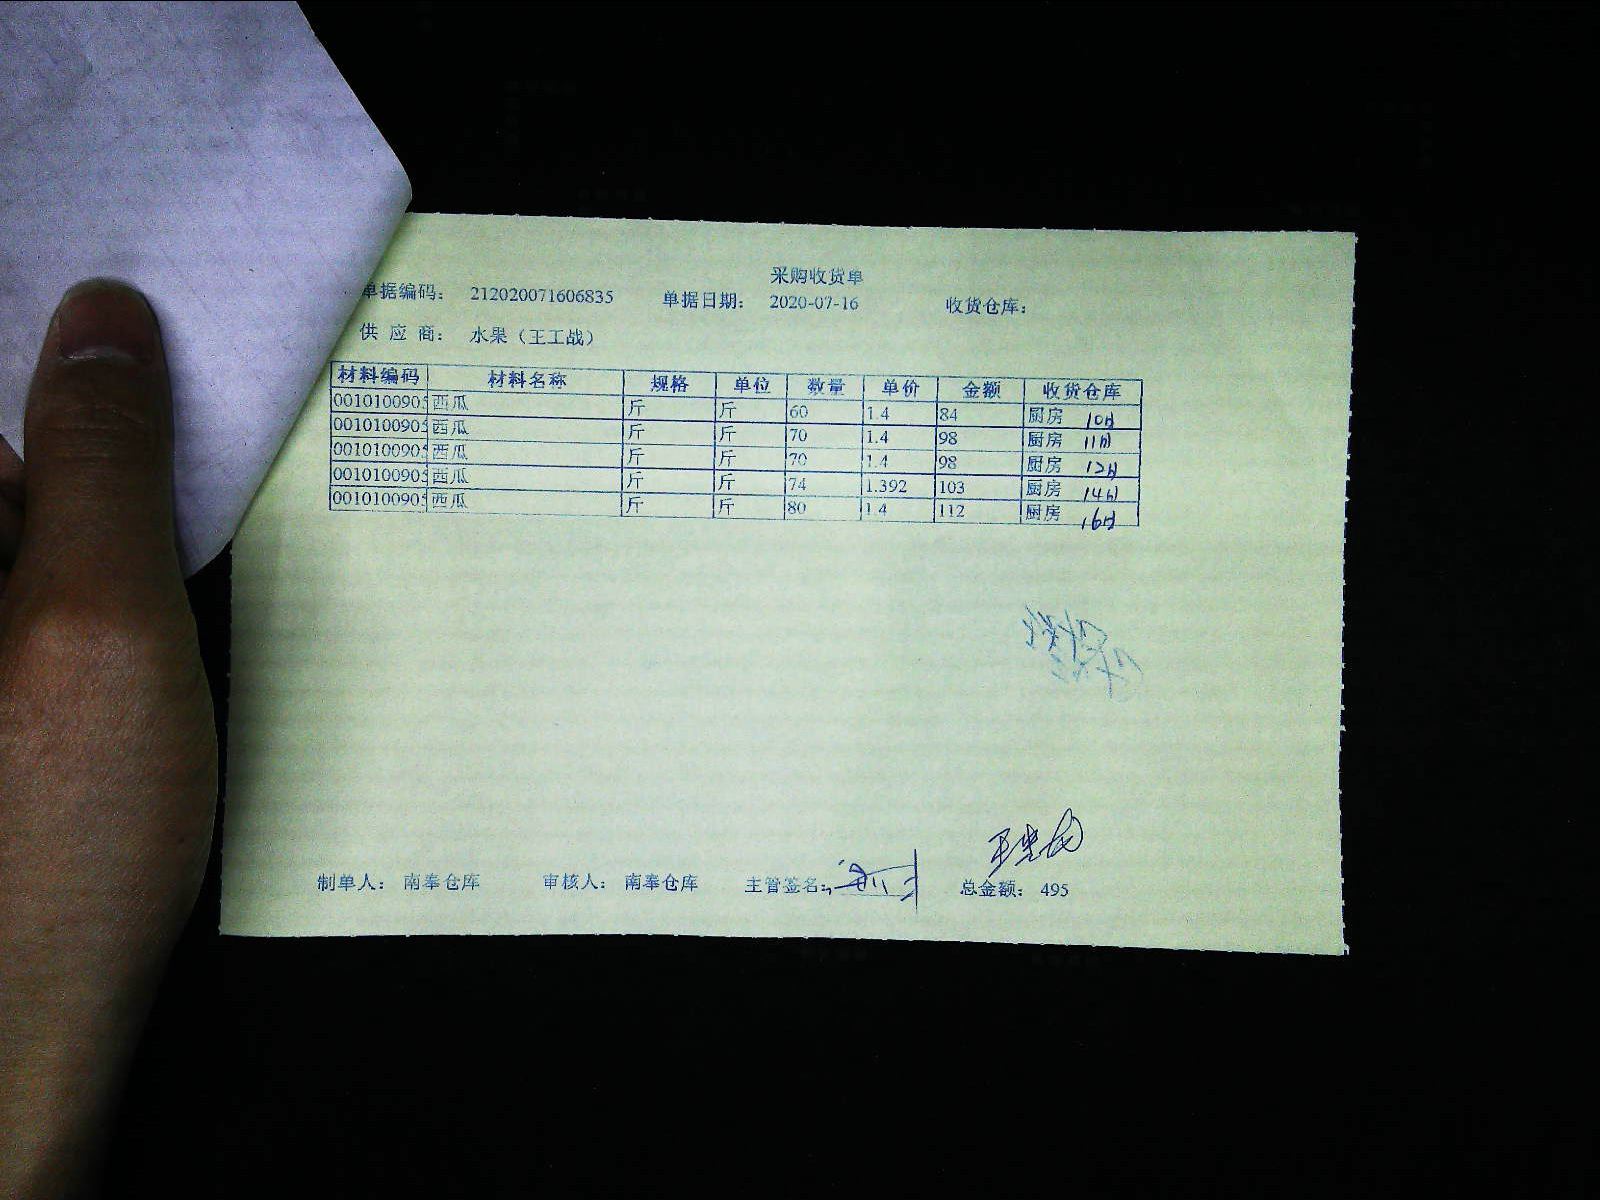 采购收货单
单据编码： 212020071606835 单据日期： 2020-07-16 收货仓库：
供 应 商： 水果（王工战）
材料编码 材料名称 规格 单位 数量 单价 金额 收货仓库
0010100905 西瓜 斤 斤 60 1.4 84 厨房 10日
0010100905 西瓜 斤 斤 70 1.4 98 厨房 11日
0010100905 西瓜 斤 斤 70 1.4 98 厨房 12日
0010100905 西瓜 斤 斤 74 1.392 103 厨房 14日
0010100905 西瓜 斤 斤 80 1.4 112 厨房 16日
制单人： 南奉仓库 审核人： 南奉仓库 主管签名： 总金额： 495